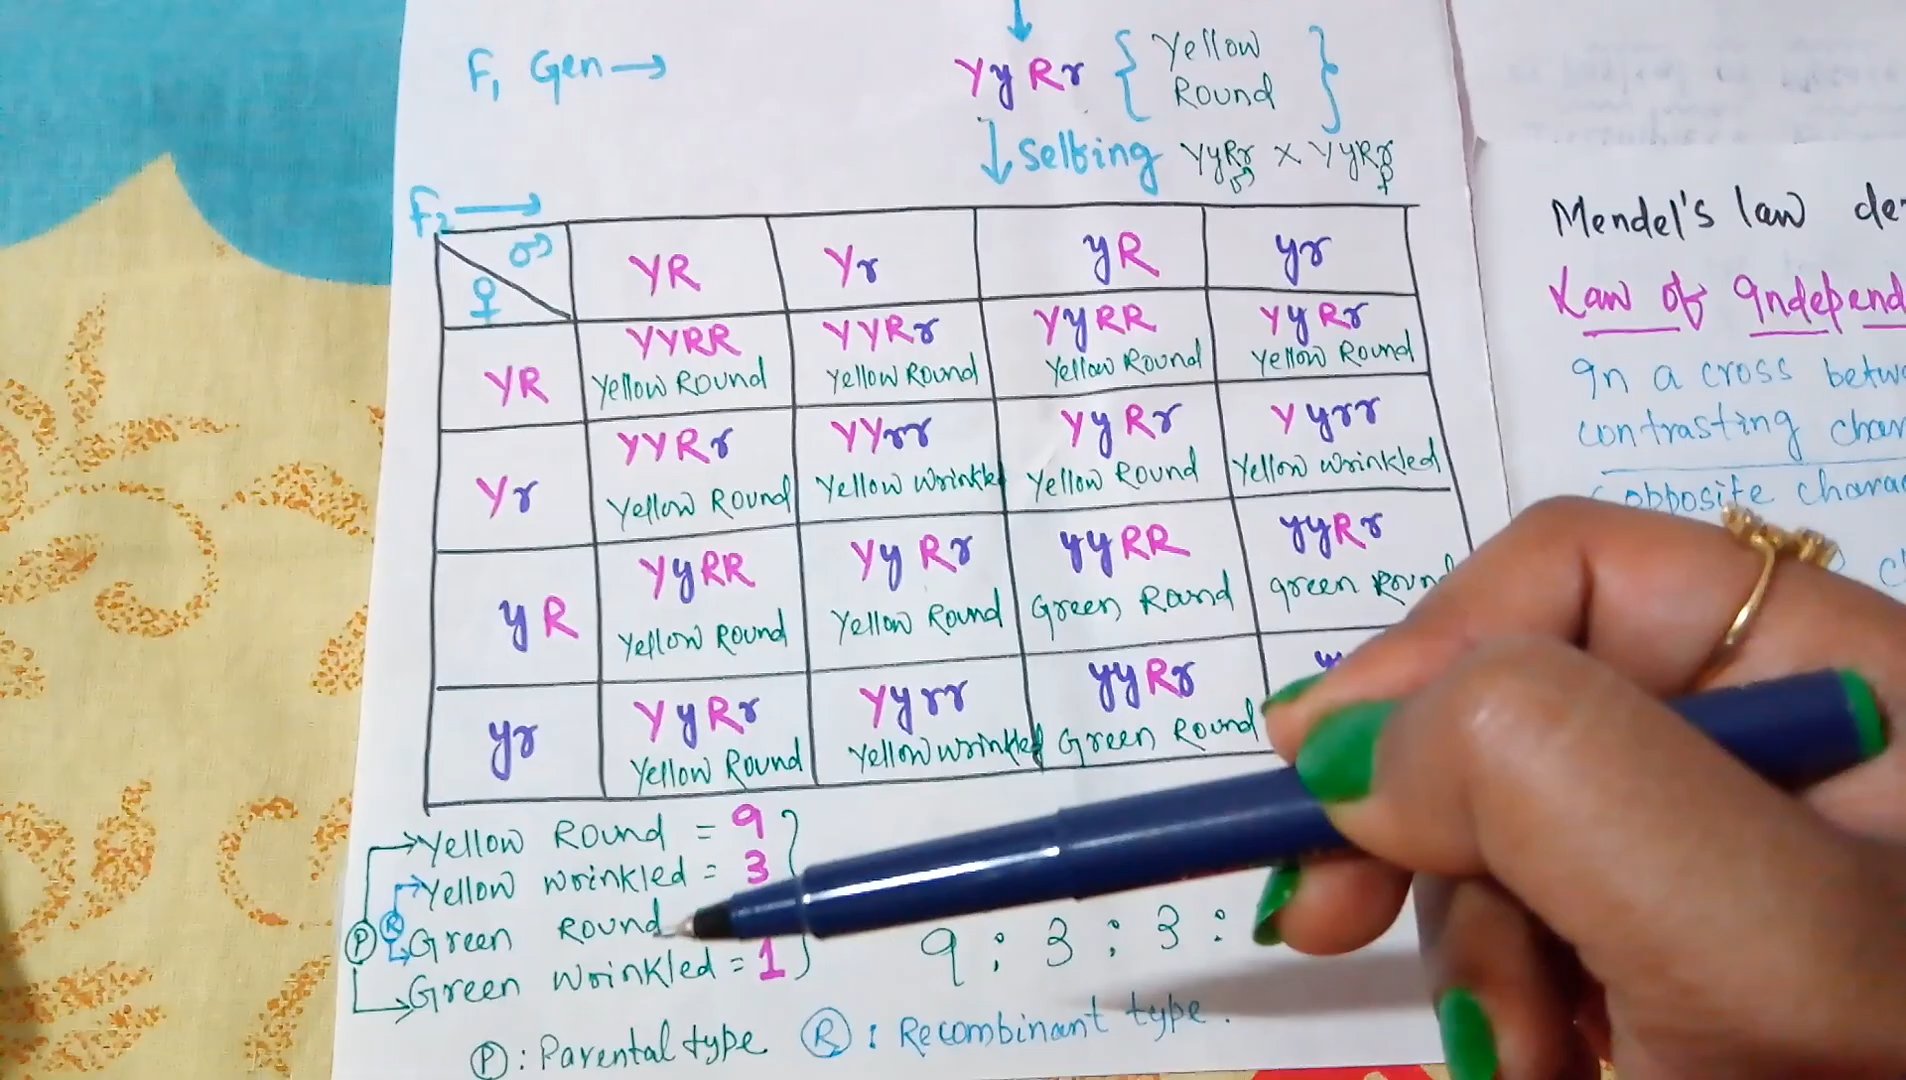 F1 Gen →
YyRr { Yellow Round }
↓ Selfing YyRr ♂ × YyRr ♀
F2 →
♂ YR Yr yR yr
♀
YR YYRR YYRr YyRR YyRr
Yellow Round Yellow Round Yellow Round Yellow Round
Yr YYRr YYrr YyRr Yyrr
Yellow Round Yellow wrinkled Yellow Round Yellow wrinkled
yR YyRR YyRr yyRR yyRr
Yellow Round Yellow Round Green Round green Round
yr YyRr Yyrr yyRr
Yellow Round Yellow wrinkled Green Round
Yellow Round = 9
Yellow wrinkled = 3
Green Round
Green wrinkled = 1
P R
9 : 3 : 3 :
P : Parental type R : Recombinant type.
Mendel's law
Law of
In a cross
contrasting
opposite